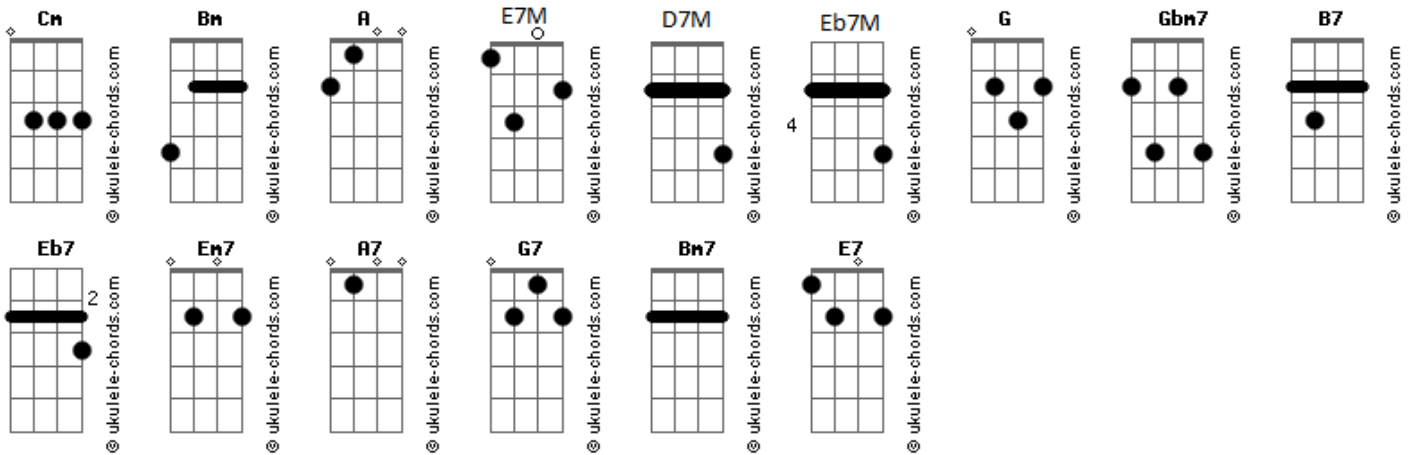 Cm Bm A E7M D7M Eb7M G Gbm7 B7
© ukulele-chords.com © ukulele-chords.com © ukulele-chords.com © ukulele-chords.com © ukulele-chords.com 4 © ukulele-chords.com © ukulele-chords.com © ukulele-chords.com © ukulele-chords.com
Eb7 Em7 A7 G7 Bm7 E7
2 © ukulele-chords.com © ukulele-chords.com © ukulele-chords.com © ukulele-chords.com © ukulele-chords.com © ukulele-chords.com